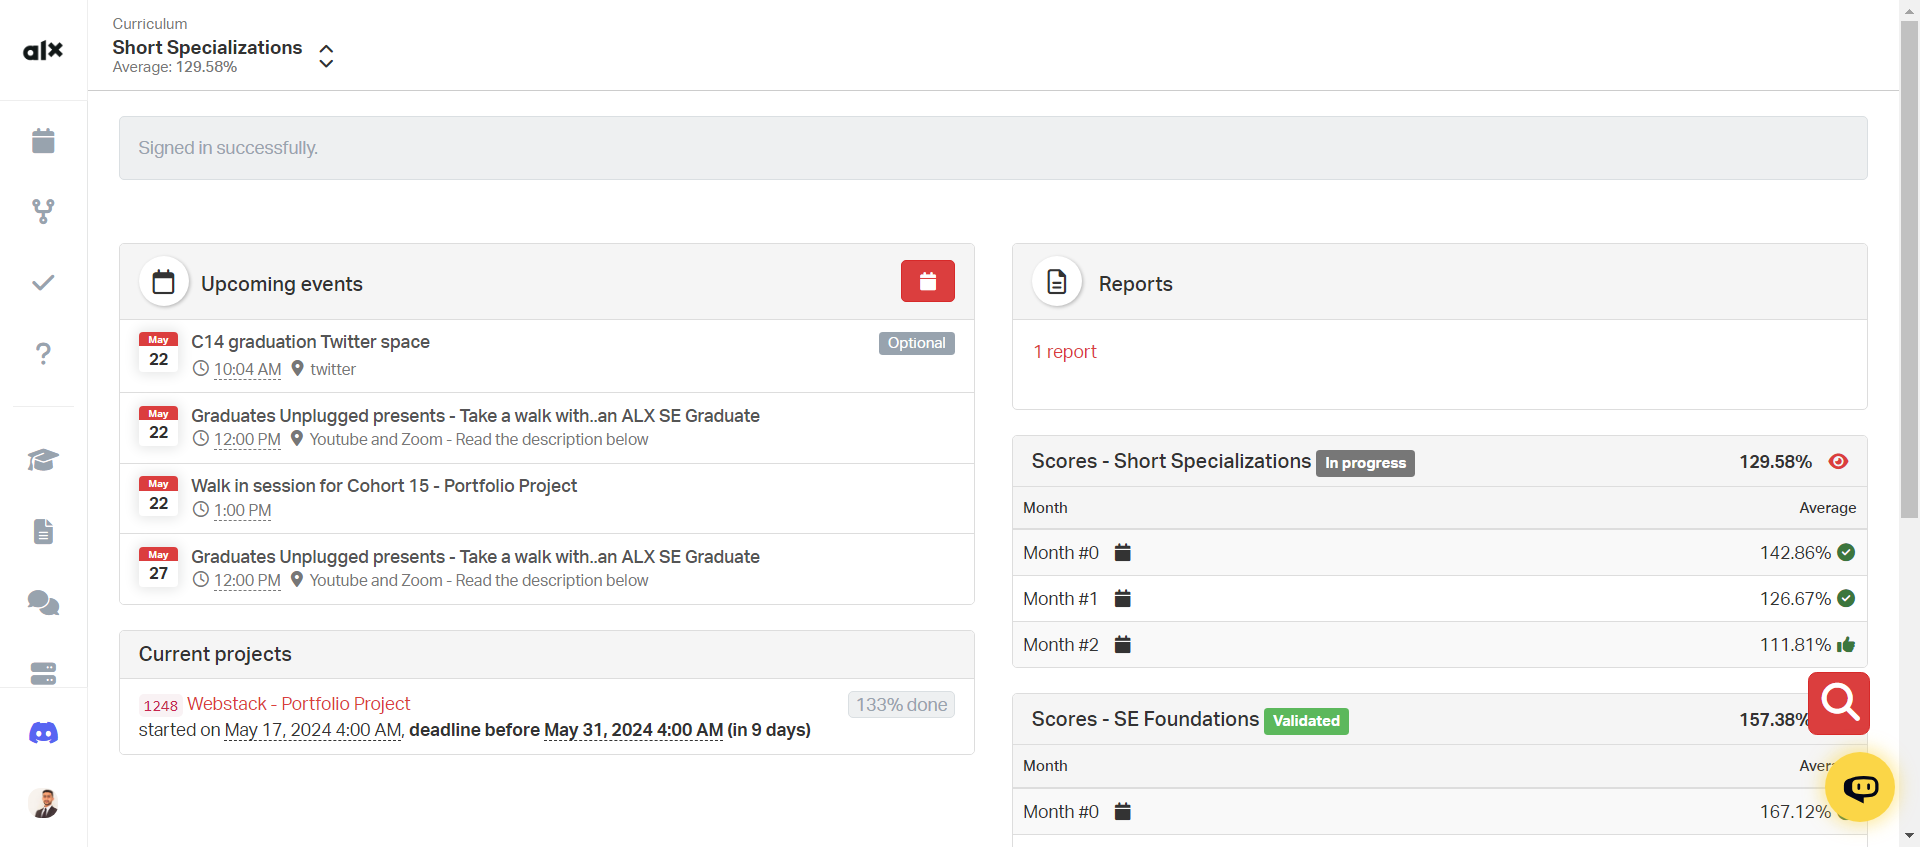 alx
Curriculum
Short Specializations
Average: 129.58%
Signed in successfully.
Upcoming events
May
22
C14 graduation Twitter space
Optional
10:04 AM twitter
May
22
Graduates Unplugged presents - Take a walk with..an ALX SE Graduate
12:00 PM Youtube and Zoom - Read the description below
May
22
Walk in session for Cohort 15 - Portfolio Project
1:00 PM
May
27
Graduates Unplugged presents - Take a walk with..an ALX SE Graduate
12:00 PM Youtube and Zoom - Read the description below
Current projects
1248 Webstack - Portfolio Project
133% done
started on May 17, 2024 4:00 AM, deadline before May 31, 2024 4:00 AM (in 9 days)
Reports
1 report
Scores - Short Specializations In progress 129.58%
Month Average
Month #0 142.86%
Month #1 126.67%
Month #2 111.81%
Scores - SE Foundations Validated 157.38%
Month
Month #0 167.12%